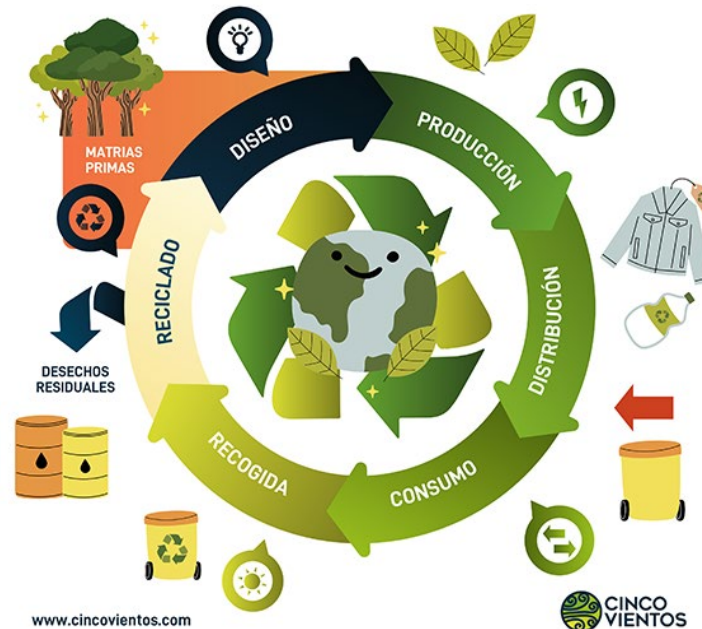 MATRIAS
PRIMAS
DISEÑO
PRODUCCIÓN
DISTRIBUCIÓN
CONSUMO
RECOGIDA
RECICLADO
DESECHOS
RESIDUALES
www.cincovientos.com
CINCO
VIENTOS